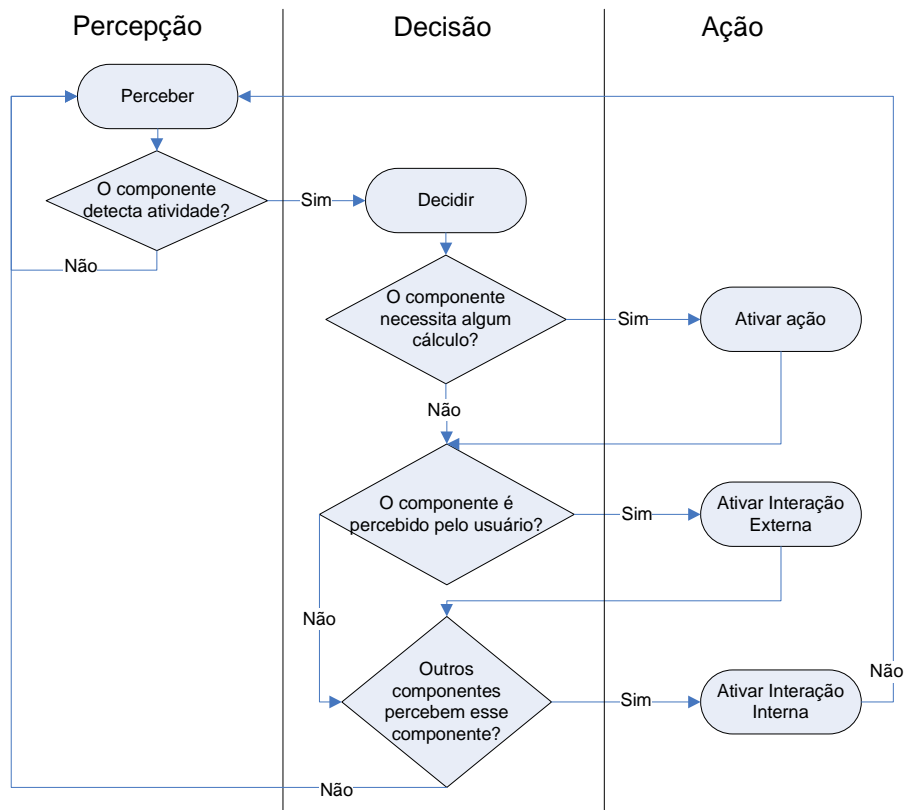 Percepção
Decisão
Ação
Perceber
O componente
detecta atividade?
Sim
Decidir
Não
O componente
necessita algum
cálculo?
Sim
Ativar ação
Não
O componente é
percebido pelo usuário?
Sim
Ativar Interação
Externa
Não
Outros
componentes
percebem esse
componente?
Sim
Ativar Interação
Interna
Não
Não